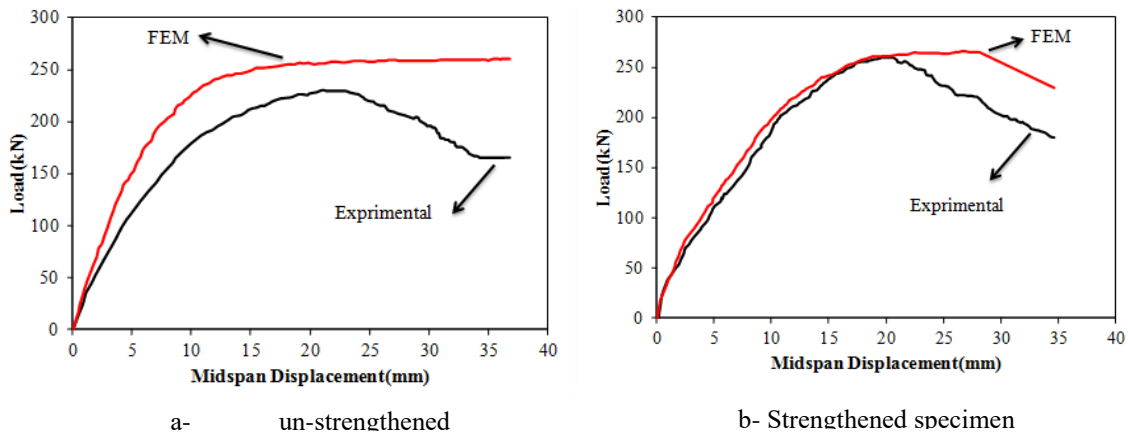 300
250
200
150
100
50
0
Load(kN)
FEM
Exprimental
0 5 10 15 20 25 30 35 40
Midspan Displacement(mm)
a- un-strengthened
300
250
200
150
100
50
0
Load(kN)
FEM
Exprimental
0 5 10 15 20 25 30 35 40
Midspan Displacement(mm)
b- Strengthened specimen